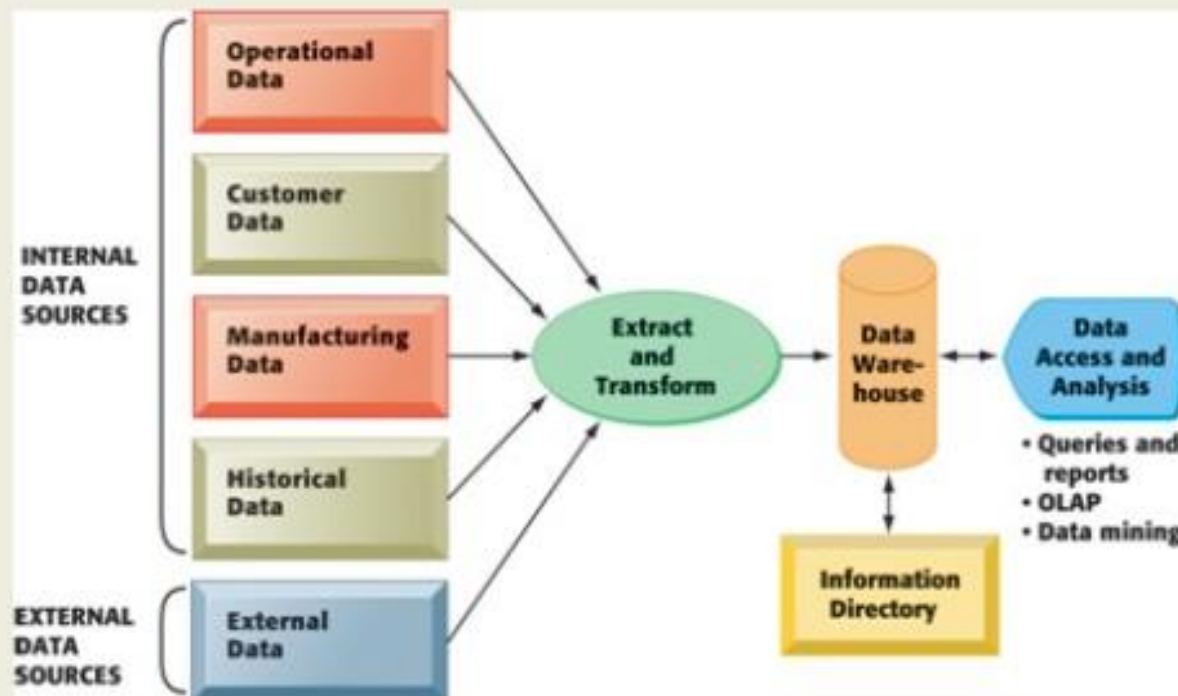 INTERNAL
DATA
SOURCES
Operational
Data
Customer
Data
Manufacturing
Data
Historical
Data
EXTERNAL
DATA
SOURCES
External
Data
Extract
and
Transform
Data
Ware-
house
Data
Access and
Analysis
• Queries and
reports
• OLAP
• Data mining
Information
Directory